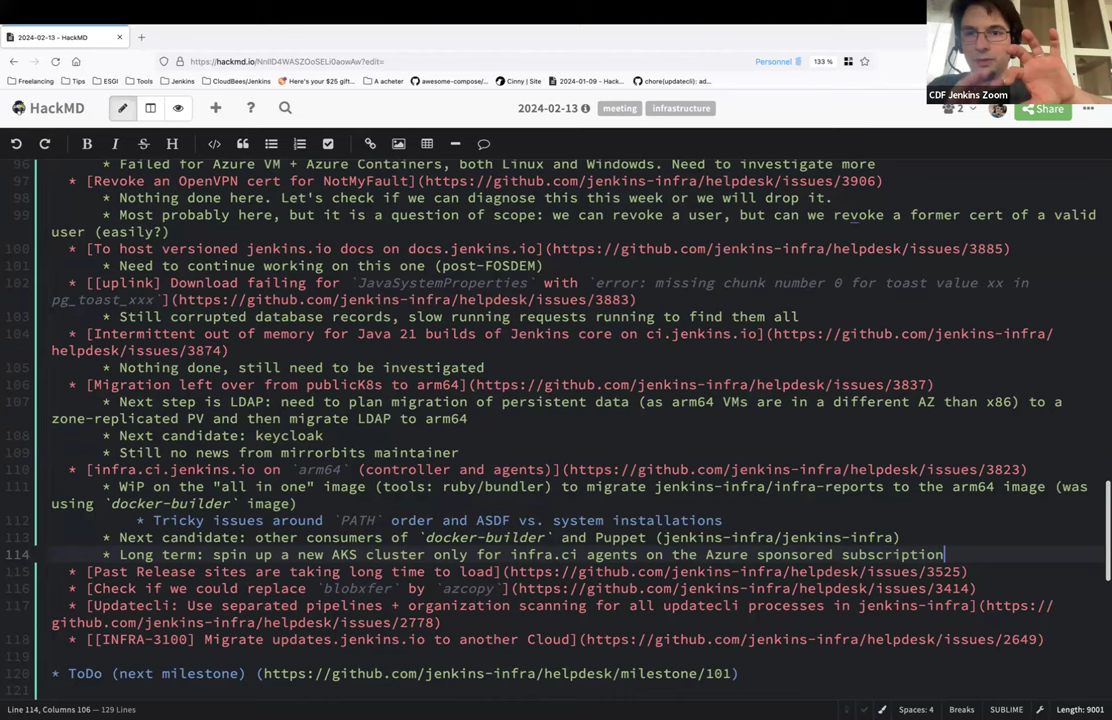 2024-02-13 - HackMD
https://hackmd.io/NnIlD4WASZOoSELi0aowAw?edit=
Personnel
133 %
Freelancing
Tips
ESGI
Tools
Jenkins
CloudBees/Jenkins
Here's your $25 gift...
A acheter
awesome-compose/...
Cinny | Site
2024-01-09 - Hack...
chore(updatecli): ad...
CDF Jenkins Zoom
HackMD
2024-02-13
meeting
infrastructure
2
Share
96 * Failed for Azure VM + Azure Containers, both Linux and Windowds. Need to investigate more
97 * [Revoke an OpenVPN cert for NotMyFault](https://github.com/jenkins-infra/helpdesk/issues/3906)
98 * Nothing done here. Let's check if we can diagnose this this week or we will drop it.
99 * Most probably here, but it is a question of scope: we can revoke a user, but can we revoke a former cert of a valid
user (easily?)
100 * [To host versioned jenkins.io docs on docs.jenkins.io](https://github.com/jenkins-infra/helpdesk/issues/3885)
101 * Need to continue working on this one (post-FOSDEM)
102 * [[uplink] Download failing for `JavaSystemProperties` with `error: missing chunk number 0 for toast value xx in
pg_toast_xxx`](https://github.com/jenkins-infra/helpdesk/issues/3883)
103 * Still corrupted database records, slow running requests running to find them all
104 * [Intermittent out of memory for Java 21 builds of Jenkins core on ci.jenkins.io](https://github.com/jenkins-infra/
helpdesk/issues/3874)
105 * Nothing done, still need to be investigated
106 * [Migration left over from publicK8s to arm64](https://github.com/jenkins-infra/helpdesk/issues/3837)
107 * Next step is LDAP: need to plan migration of persistent data (as arm64 VMs are in a different AZ than x86) to a
zone-replicated PV and then migrate LDAP to arm64
108 * Next candidate: keycloak
109 * Still no news from mirrorbits maintainer
110 * [infra.ci.jenkins.io on `arm64` (controller and agents)](https://github.com/jenkins-infra/helpdesk/issues/3823)
111 * WiP on the "all in one" image (tools: ruby/bundler) to migrate jenkins-infra/infra-reports to the arm64 image (was
using `docker-builder` image)
112 * Tricky issues around `PATH` order and ASDF vs. system installations
113 * Next candidate: other consumers of `docker-builder` and Puppet (jenkins-infra/jenkins-infra)
114 * Long term: spin up a new AKS cluster only for infra.ci agents on the Azure sponsored subscription
115 * [Past Release sites are taking long time to load](https://github.com/jenkins-infra/helpdesk/issues/3525)
116 * [Check if we could replace `blobxfer` by `azcopy`](https://github.com/jenkins-infra/helpdesk/issues/3414)
117 * [Updatecli: Use separated pipelines + organization scanning for all updatecli processes in jenkins-infra](https://
github.com/jenkins-infra/helpdesk/issues/2778)
118 * [[INFRA-3100] Migrate updates.jenkins.io to another Cloud](https://github.com/jenkins-infra/helpdesk/issues/2649)
119
120 * ToDo (next milestone) (https://github.com/jenkins-infra/helpdesk/milestone/101)
121
Line 114, Columns 106 — 129 Lines
Spaces: 4
Breaks
SUBLIME
Length: 9001